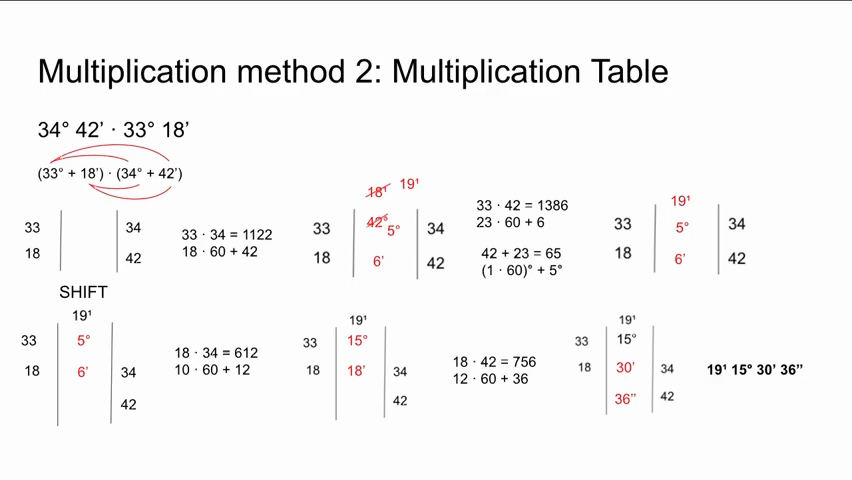 Multiplication method 2: Multiplication Table
34° 42’ · 33° 18’
(33° + 18’) · (34° + 42’)
33 34
18 42
33 · 34 = 1122
18 · 60 + 42
18¹ 19¹
33 42° 5° 34
18 6’ 42
33 · 42 = 1386
23 · 60 + 6
42 + 23 = 65
(1 · 60)° + 5°
19¹
33 5° 34
18 6’ 42
SHIFT
19¹
33 5°
18 6’ 34
42
18 · 34 = 612
10 · 60 + 12
19¹
33 15°
18 18’ 34
42
18 · 42 = 756
12 · 60 + 36
19¹
33 15°
18 30’ 34
36’’ 42
19¹ 15° 30’ 36’’